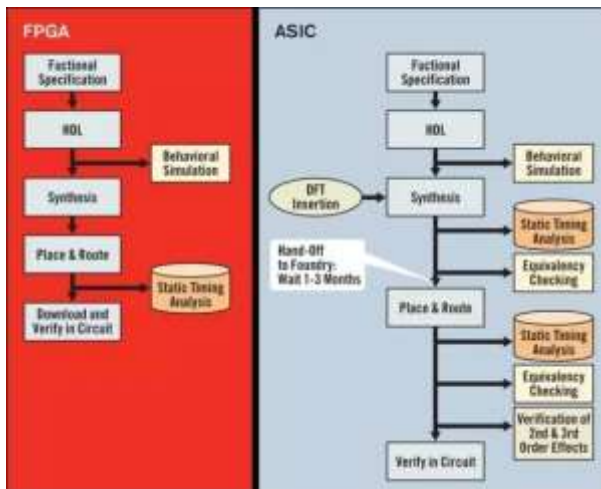 FPGA
Factional
Specification
HDL
Behavioral
Simulation
Synthesis
Place & Route
Static Timing
Analysis
Download and
Verify in Circuit
ASIC
Factional
Specification
HDL
Behavioral
Simulation
DFT
Insertion
Synthesis
Static Timing
Analysis
Hand-Off
to Foundry:
Wait 1-3 Months
Equivalency
Checking
Place & Route
Static Timing
Analysis
Equivalency
Checking
Verification of
2nd & 3rd
Order Effects
Verify in Circuit